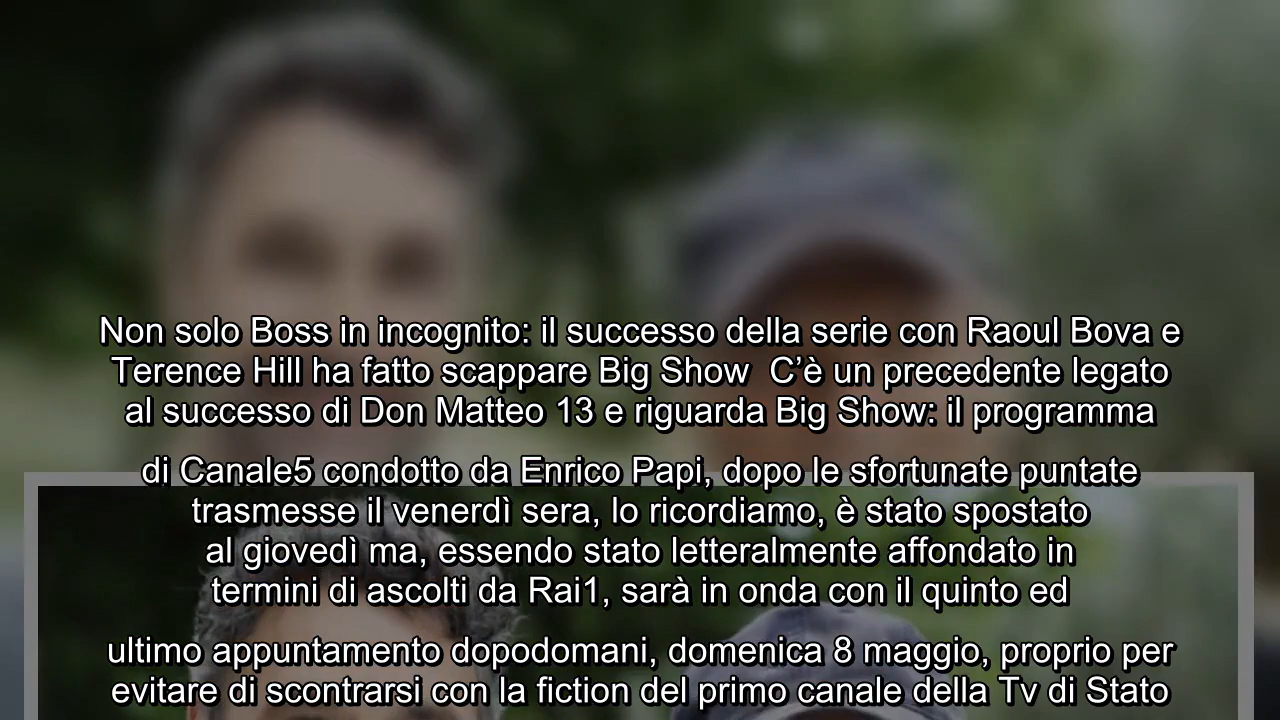 Non solo Boss in incognito: il successo della serie con Raoul Bova e
Terence Hill ha fatto scappare Big Show  C’è un precedente legato
al successo di Don Matteo 13 e riguarda Big Show: il programma
di Canale5 condotto da Enrico Papi, dopo le sfortunate puntate
trasmesse il venerdì sera, lo ricordiamo, è stato spostato
al giovedì ma, essendo stato letteralmente affondato in
termini di ascolti da Rai1, sarà in onda con il quinto ed
ultimo appuntamento dopodomani, domenica 8 maggio, proprio per
evitare di scontrarsi con la fiction del primo canale della Tv di Stato